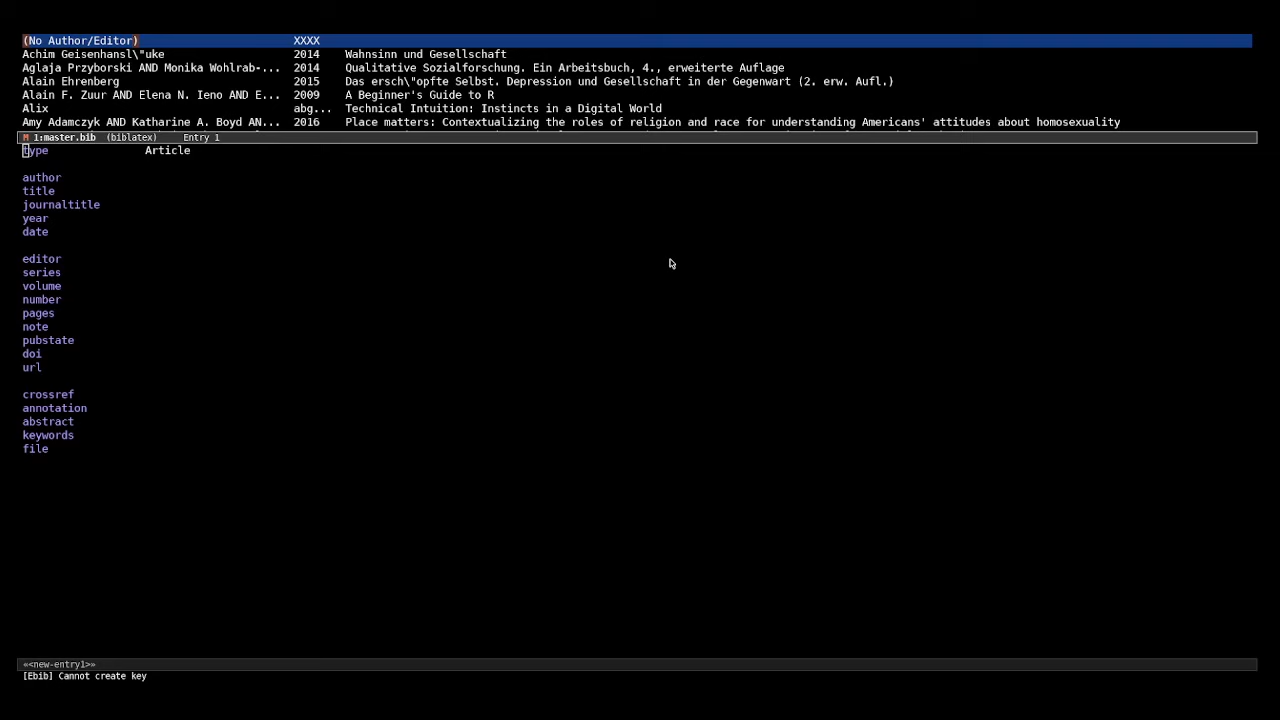 (No Author/Editor) XXXX
Achim Geisenhansl\"uke 2014 Wahnsinn und Gesellschaft
Aglaja Przyborski AND Monika Wohlrab-... 2014 Qualitative Sozialforschung. Ein Arbeitsbuch, 4., erweiterte Auflage
Alain Ehrenberg 2015 Das ersch\"opfte Selbst. Depression und Gesellschaft in der Gegenwart (2. erw. Aufl.)
Alain F. Zuur AND Elena N. Ieno AND E... 2009 A Beginner's Guide to R
Alix abg... Technical Intuition: Instincts in a Digital World
Amy Adamczyk AND Katharine A. Boyd AN... 2016 Place matters: Contextualizing the roles of religion and race for understanding Americans' attitudes about homosexuality
M 1:master.bib (biblatex) Entry 1
type Article
author
title
journaltitle
year
date
editor
series
volume
number
pages
note
pubstate
doi
url
crossref
annotation
abstract
keywords
file
«<new-entry1>»
[Ebib] Cannot create key